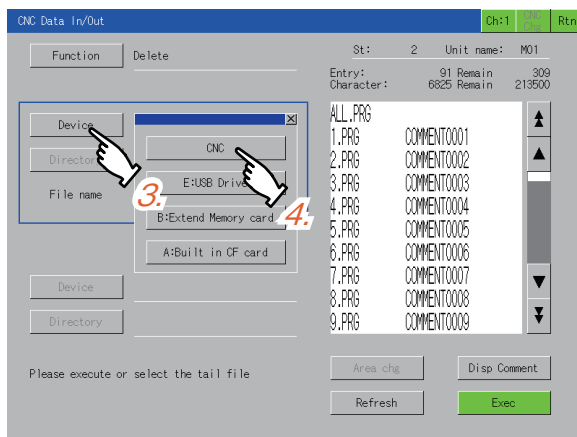 CNC Data In/Out
Ch:1
CNC Chg
Rtn
Function
Delete
St: 2 Unit name: M01
Entry: 91 Remain 309
Character: 6825 Remain 213500
Device
Director
File name
CNC
E:USB Drive
B:Extend Memory card
A:Built in CF card
3.
4.
ALL.PRG
1.PRG COMMENT0001
2.PRG COMMENT0002
3.PRG COMMENT0003
4.PRG COMMENT0004
5.PRG COMMENT0005
6.PRG COMMENT0006
7.PRG COMMENT0007
8.PRG COMMENT0008
9.PRG COMMENT0009
Device
Directory
Please execute or select the tail file
Area chg
Disp Comment
Refresh
Exec